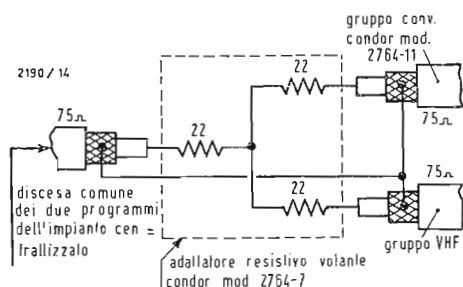 gruppo conv.
condor mod.
2764-11
2190/14
22
75Ω
75Ω
22
22
75Ω
discesa comune
dei due programmi
dell'impianto cen =
trallizzalo
gruppo VHF
adallatore resistivo volante
condor mod 2764-7